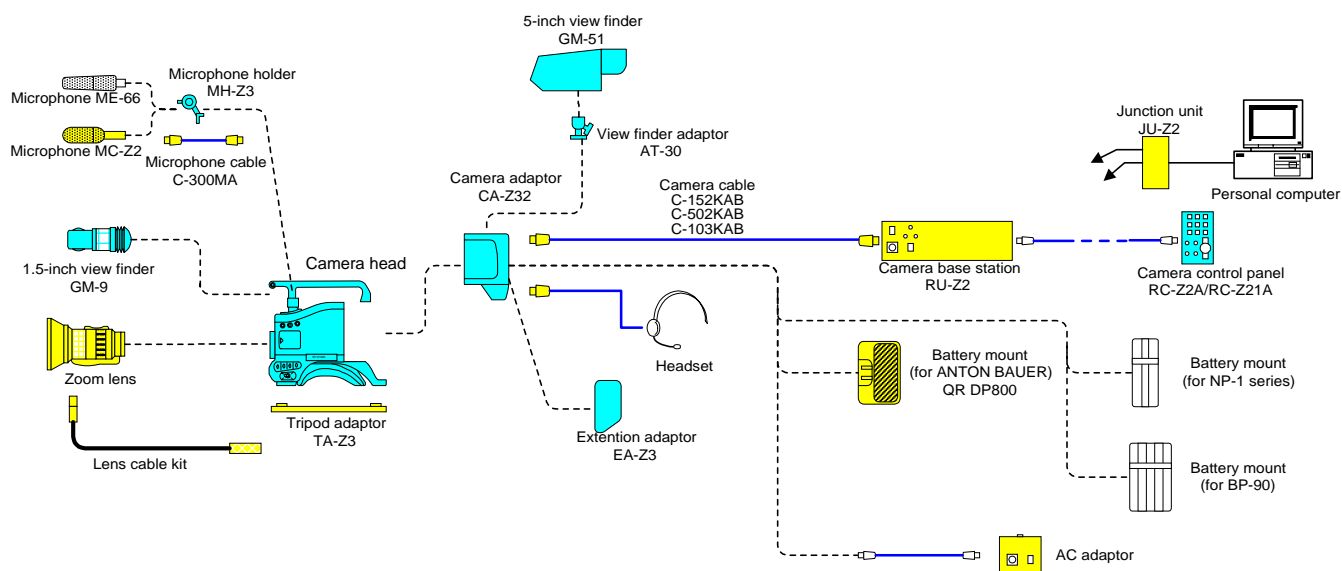 5-inch view finder
GM-51
Microphone holder
MH-Z3
Microphone ME-66
Microphone MC-Z2
Microphone cable
C-300MA
View finder adaptor
AT-30
Junction unit
JU-Z2
Personal computer
Camera adaptor
CA-Z32
Camera cable
C-152KAB
C-502KAB
C-103KAB
1.5-inch view finder
GM-9
Camera head
Camera base station
RU-Z2
Camera control panel
RC-Z2A/RC-Z21A
Zoom lens
Headset
Battery mount
(for ANTON BAUER)
QR DP800
Battery mount
(for NP-1 series)
Tripod adaptor
TA-Z3
Extention adaptor
EA-Z3
Lens cable kit
Battery mount
(for BP-90)
AC adaptor